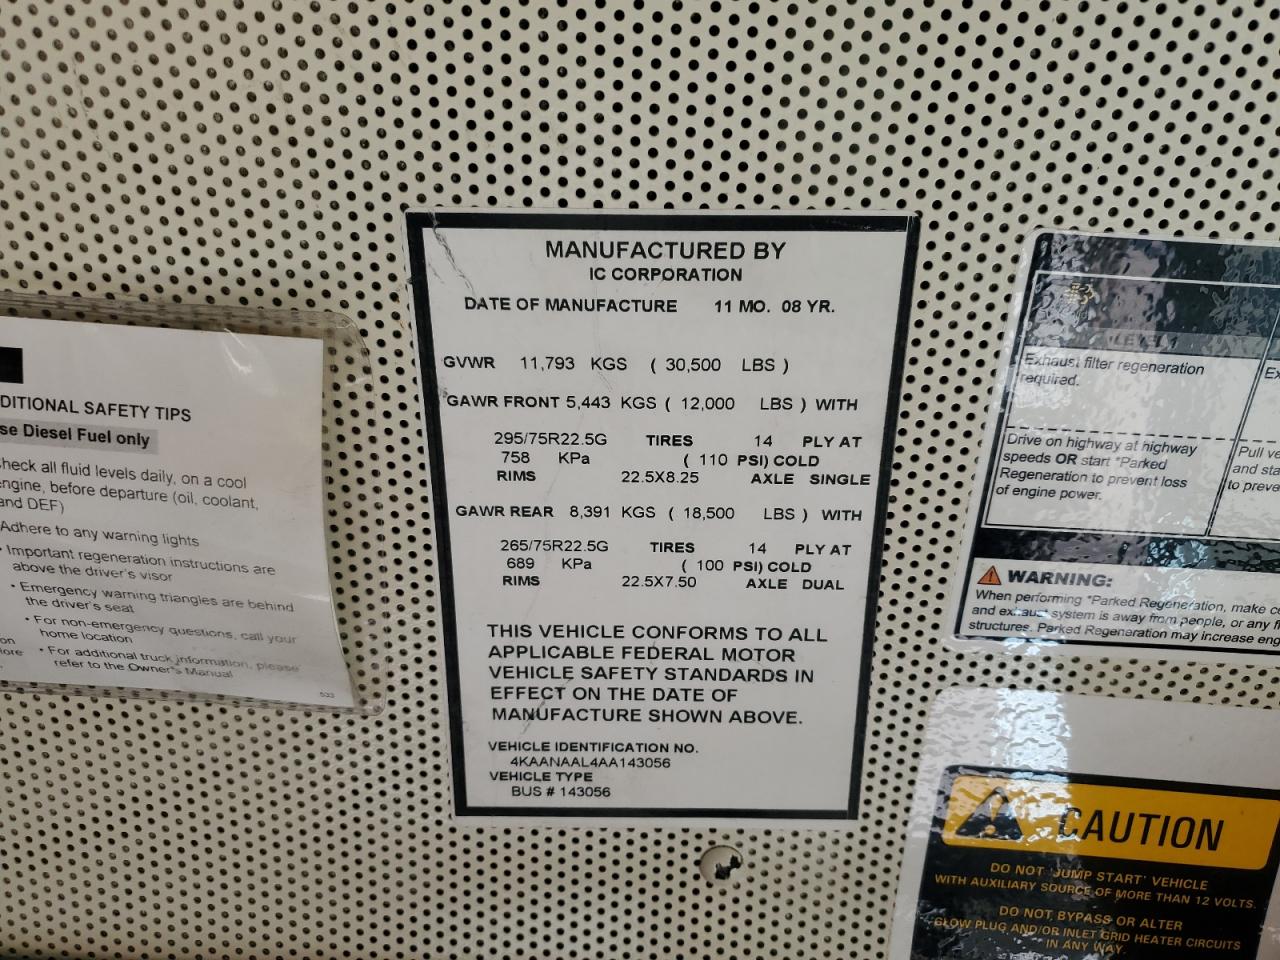 DITIONAL SAFETY TIPS
se Diesel Fuel only
heck all fluid levels daily, on a cool
engine, before departure (oil, coolant,
and DEF)
Adhere to any warning lights
• Important regeneration instructions are
above the driver's visor
• Emergency warning triangles are behind
the driver's seat
• For non-emergency questions, call your
home location
• For additional truck information, please
refer to the Owner's Manual
MANUFACTURED BY
IC CORPORATION
DATE OF MANUFACTURE 11 MO. 08 YR.
GVWR 11,793 KGS ( 30,500 LBS )
GAWR FRONT 5,443 KGS ( 12,000 LBS ) WITH
295/75R22.5G TIRES 14 PLY AT
758 KPa ( 110 PSI) COLD
RIMS 22.5X8.25 AXLE SINGLE
GAWR REAR 8,391 KGS ( 18,500 LBS ) WITH
265/75R22.5G TIRES 14 PLY AT
689 KPa ( 100 PSI) COLD
RIMS 22.5X7.50 AXLE DUAL
THIS VEHICLE CONFORMS TO ALL
APPLICABLE FEDERAL MOTOR
VEHICLE SAFETY STANDARDS IN
EFFECT ON THE DATE OF
MANUFACTURE SHOWN ABOVE.
VEHICLE IDENTIFICATION NO.
4KAANAAL4AA143056
VEHICLE TYPE
BUS # 143056
LEVEL 1
Exhaust filter regeneration
required.
Drive on highway at highway
speeds OR start *Parked
Regeneration to prevent loss
of engine power.
Ex
Pull ve
and sta
to preve
WARNING:
When performing *Parked Regeneration, make ce
and exhaust system is away from people, or any fl
structures. Parked Regeneration may increase eng
CAUTION
DO NOT 'JUMP START' VEHICLE
WITH AUXILIARY SOURCE OF MORE THAN 12 VOLTS.
DO NOT BYPASS OR ALTER
GLOW PLUG AND/OR INLET GRID HEATER CIRCUITS
IN ANY WAY.